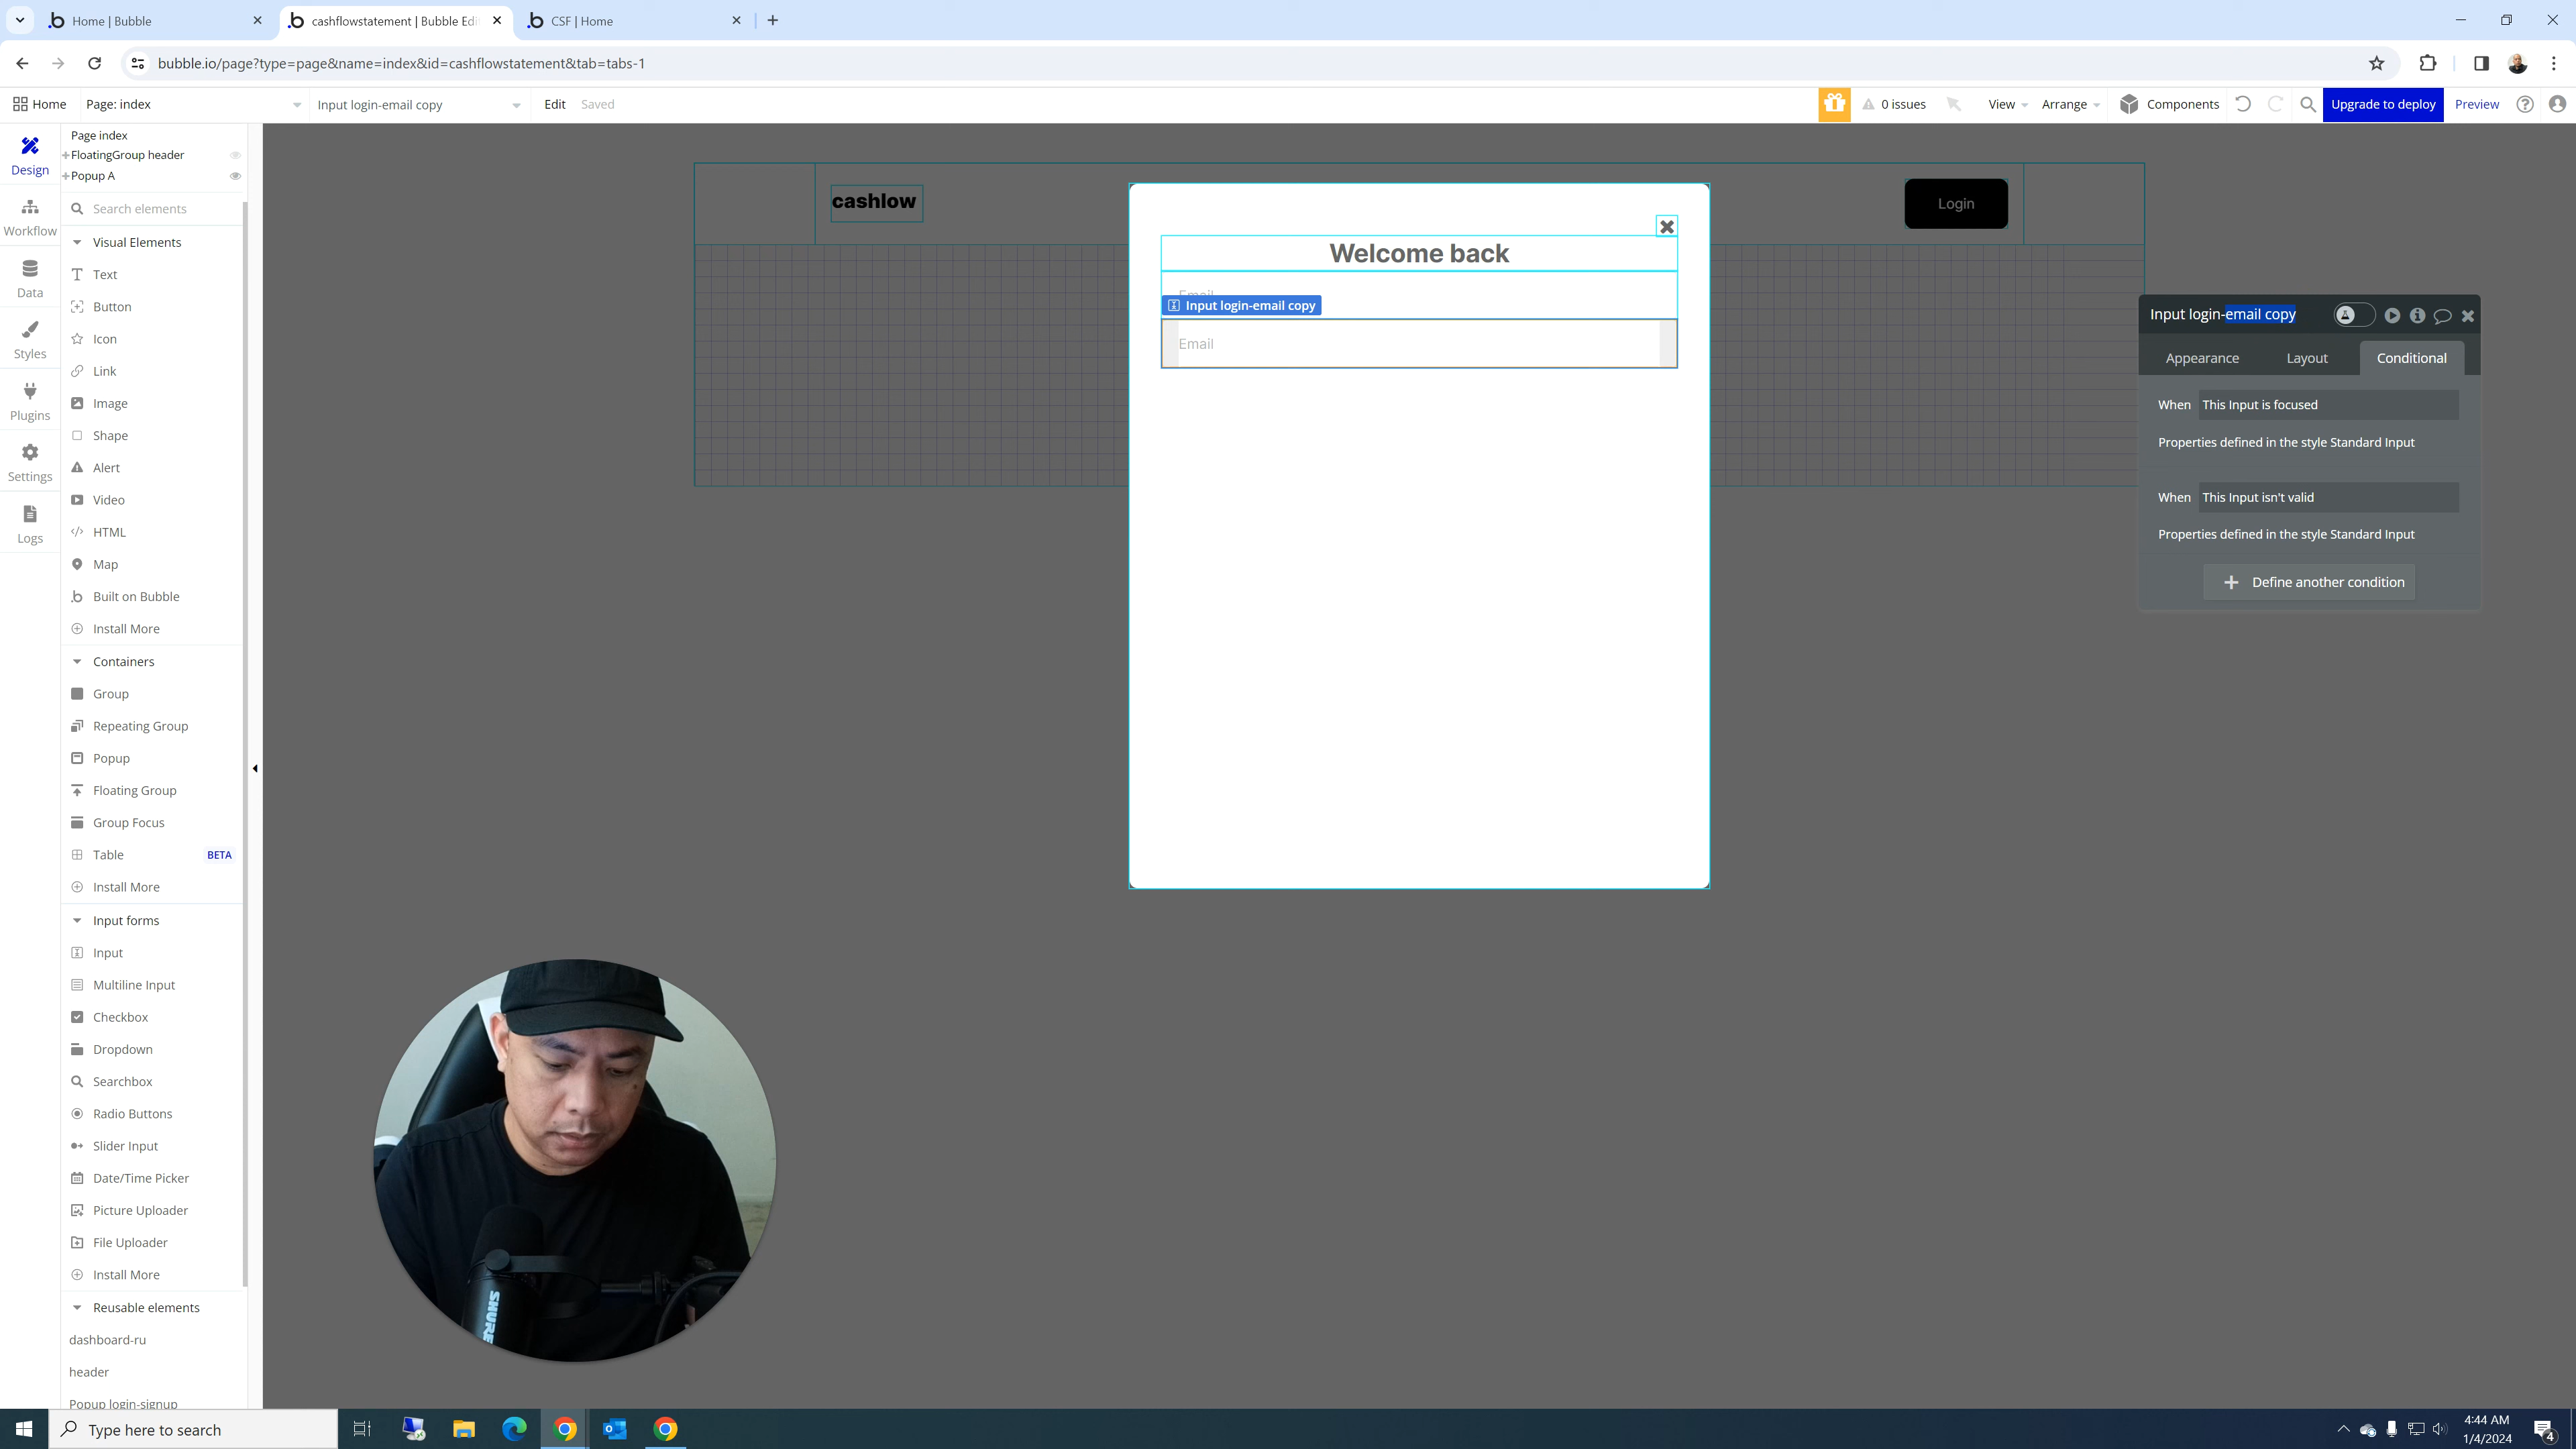 Home | Bubble
cashflowstatement | Bubble Edi
CSF | Home
bubble.io/page?type=page&name=index&id=cashflowstatement&tab=tabs-1
Home
Page: index
Input login-email copy
Edit
Saved
0 issues
View
Arrange
Components
Upgrade to deploy
Preview
Design
Workflow
Data
Styles
Plugins
Settings
Logs
Page index
FloatingGroup header
Popup A
Search elements
Visual Elements
Text
Button
Icon
Link
Image
Shape
Alert
Video
HTML
Map
Built on Bubble
Install More
Containers
Group
Repeating Group
Popup
Floating Group
Group Focus
Table BETA
Install More
Input forms
Input
Multiline Input
Checkbox
Dropdown
Searchbox
Radio Buttons
Slider Input
Date/Time Picker
Picture Uploader
File Uploader
Install More
Reusable elements
dashboard-ru
header
Popup login-signup
cashlow
Login
Welcome back
Email
Input login-email copy
Email
Input login-email copy
Appearance
Layout
Conditional
When This Input is focused
Properties defined in the style Standard Input
When This Input isn't valid
Properties defined in the style Standard Input
Define another condition
SHURE
Type here to search
4:44 AM
1/4/2024
4